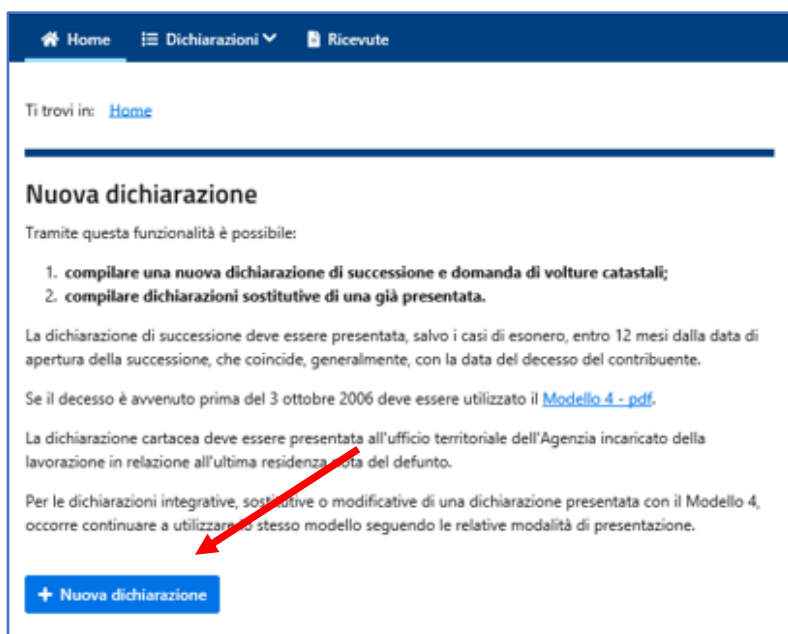 Home Dichiarazioni Ricevute
Ti trovi in: Home
Nuova dichiarazione
Tramite questa funzionalità è possibile:
1. compilare una nuova dichiarazione di successione e domanda di volture catastali;
2. compilare dichiarazioni sostitutive di una già presentata.
La dichiarazione di successione deve essere presentata, salvo i casi di esonero, entro 12 mesi dalla data di
apertura della successione, che coincide, generalmente, con la data del decesso del contribuente.
Se il decesso è avvenuto prima del 3 ottobre 2006 deve essere utilizzato il Modello 4 - pdf.
La dichiarazione cartacea deve essere presentata all'ufficio territoriale dell'Agenzia incaricato della
lavorazione in relazione all'ultima residenza nota del defunto.
Per le dichiarazioni integrative, sostitutive o modificative di una dichiarazione presentata con il Modello 4,
occorre continuare a utilizzare lo stesso modello seguendo le relative modalità di presentazione.
+ Nuova dichiarazione